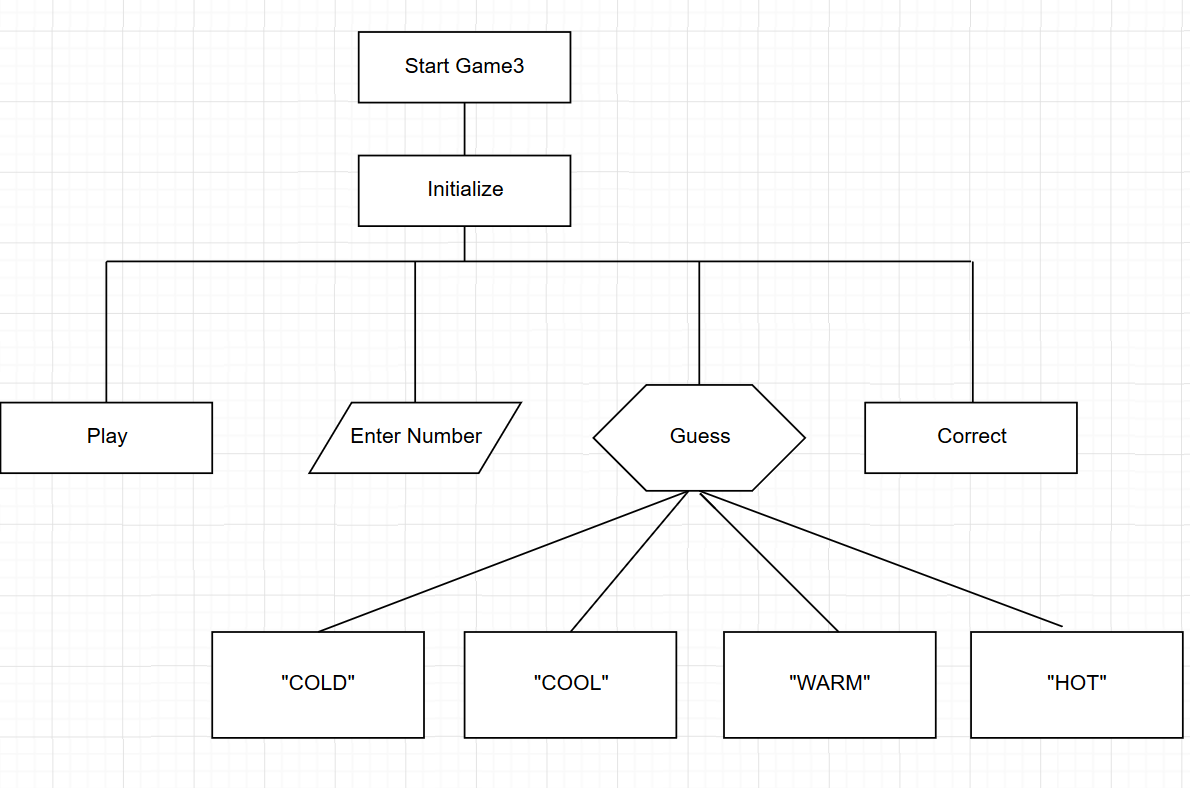 Start Game3
Initialize
Play
Enter Number
Guess
Correct
"COLD"
"COOL"
"WARM"
"HOT"